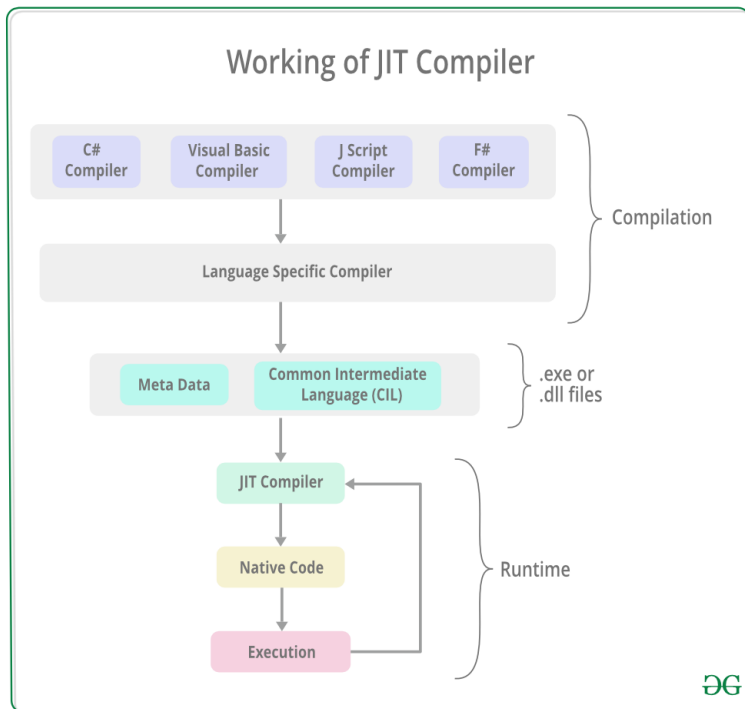 Working of JIT Compiler
C#
Compiler
Visual Basic
Compiler
J Script
Compiler
F#
Compiler
Compilation
Language Specific Compiler
Meta Data
Common Intermediate
Language (CIL)
.exe or
.dll files
JIT Compiler
Native Code
Runtime
Execution